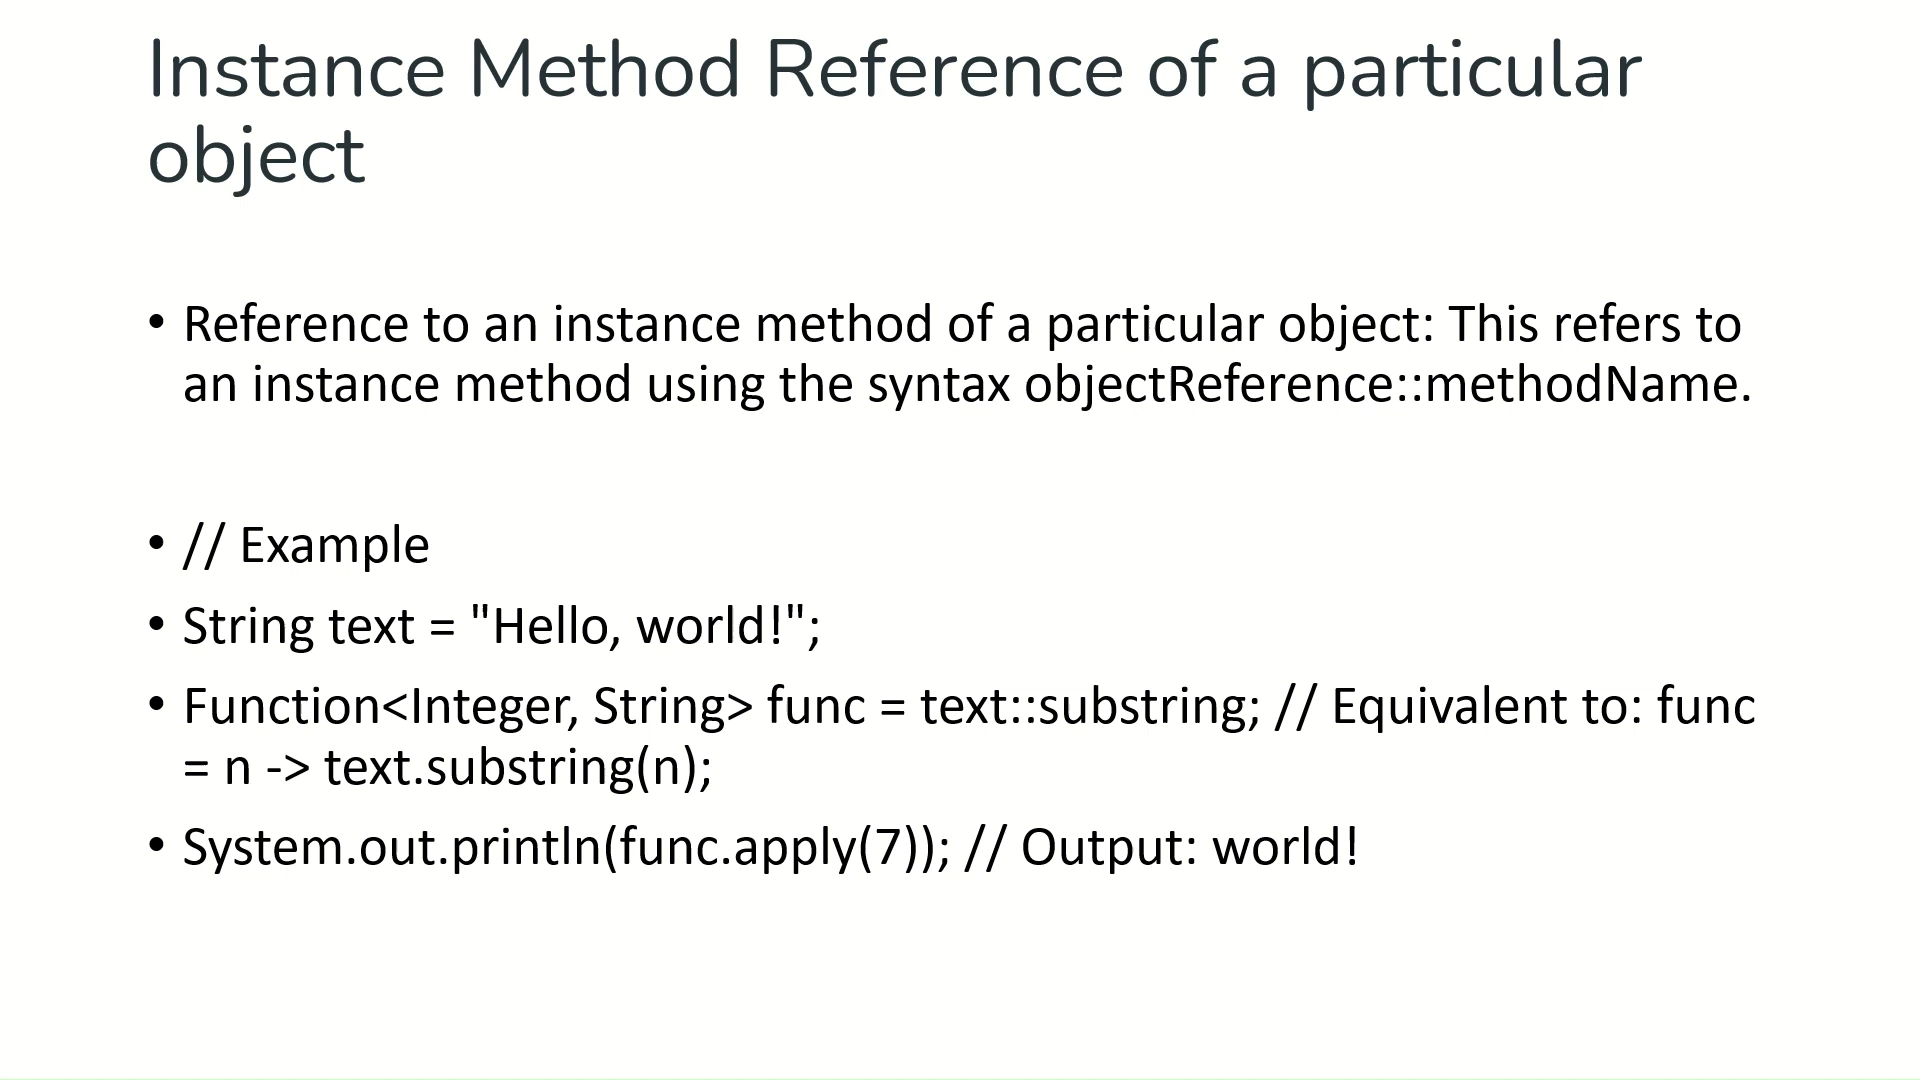 Instance Method Reference of a particular
object
• Reference to an instance method of a particular object: This refers to
an instance method using the syntax objectReference::methodName.
• // Example
• String text = "Hello, world!";
• Function<Integer, String> func = text::substring; // Equivalent to: func
= n -> text.substring(n);
• System.out.println(func.apply(7)); // Output: world!